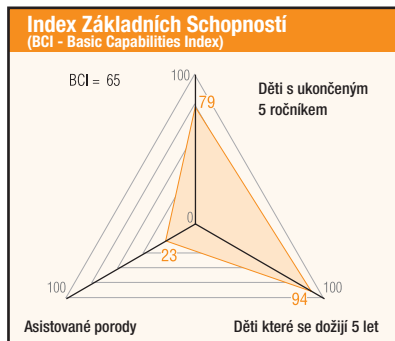 Index Základních Schopností
(BCI - Basic Capabilities Index)
BCI = 65
100
Děti s ukončeným
5 ročníkem
79
0
23
94
100
100
Asistované porody
Děti které se dožijí 5 let